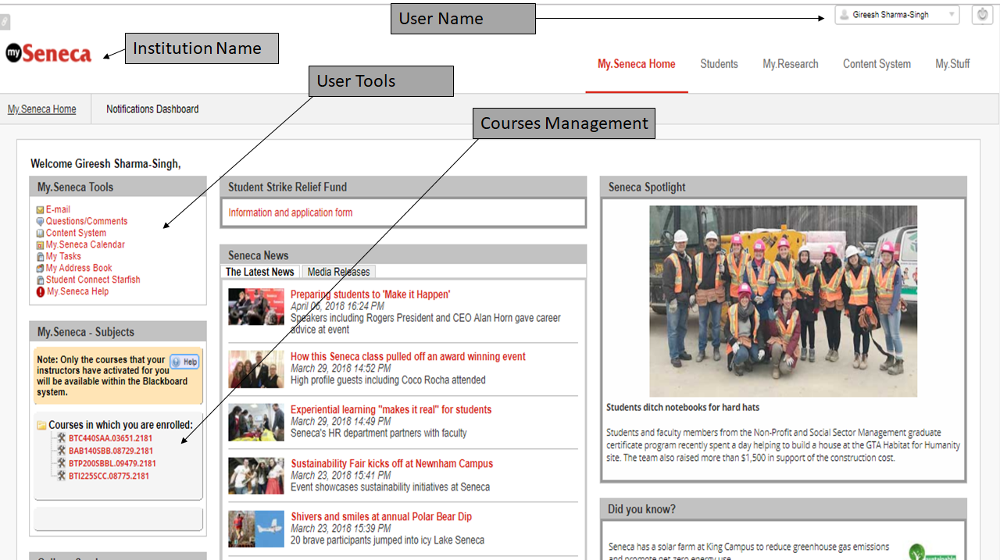 User Name
Gireesh Sharma-Singh
my Seneca
Institution Name
My.Seneca Home
Students
My.Research
Content System
My.Stuff
User Tools
My.Seneca Home
Notifications Dashboard
Courses Management
Welcome Gireesh Sharma-Singh,
My.Seneca Tools
E-mail
Questions/Comments
Content System
My.Seneca Calendar
My Tasks
My Address Book
Student Connect Starfish
My.Seneca Help
My.Seneca - Subjects
Note: Only the courses that your
Help
instructors have activated for you
will be available within the Blackboard
system.
Courses in which you are enrolled:
BTC440SAA.03651.2181
BAB140SBB.08729.2181
BTP200SBBL.09479.2181
BTI225SCC.08775.2181
Student Strike Relief Fund
Information and application form
Seneca News
The Latest News
Media Releases
Preparing students to 'Make it Happen'
April 06, 2018 16:24 PM
Speakers including Rogers President and CEO Alan Horn gave career
advice at event
How this Seneca class pulled off an award winning event
March 29, 2018 14:52 PM
High profile guests including Coco Rocha attended
Experiential learning "makes it real" for students
March 29, 2018 14:49 PM
Seneca's HR department partners with faculty
Sustainability Fair kicks off at Newnham Campus
March 23, 2018 15:41 PM
Event showcases sustainability initiatives at Seneca
Shivers and smiles at annual Polar Bear Dip
March 23, 2018 15:39 PM
20 brave participants jumped into icy Lake Seneca
Seneca Spotlight
Students ditch notebooks for hard hats
Students and faculty members from the Non-Profit and Social Sector Management graduate
certificate program recently spent a day helping to build a house at the GTA Habitat for Humanity
site. The team also raised more than $1,500 in support of the construction cost.
Did you know?
Seneca has a solar farm at King Campus to reduce greenhouse gas emissions
and promote net zero energy use.